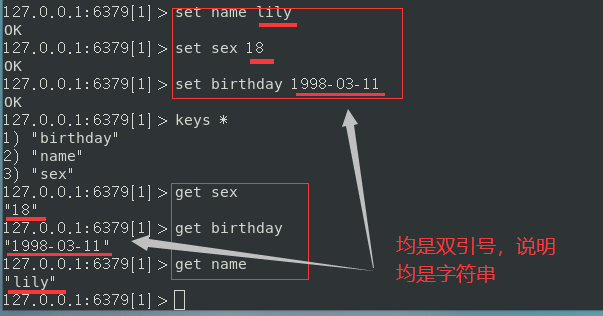 127.0.0.1:6379[1]> set name lily
OK
127.0.0.1:6379[1]> set sex 18
OK
127.0.0.1:6379[1]> set birthday 1998-03-11
OK
127.0.0.1:6379[1]> keys *
1) "birthday"
2) "name"
3) "sex"
127.0.0.1:6379[1]> get sex
"18"
127.0.0.1:6379[1]> get birthday
"1998-03-11"
127.0.0.1:6379[1]> get name
"lily"
127.0.0.1:6379[1]>
均是双引号，说明
均是字符串